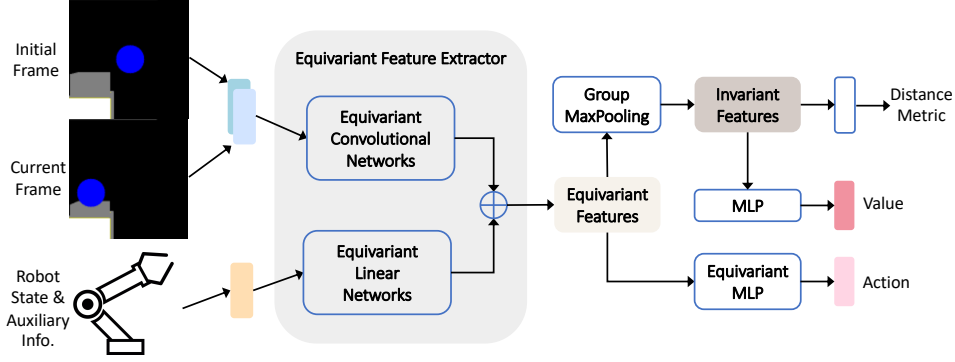 Initial
Frame
Current
Frame
Robot
State &
Auxiliary
Info.
Equivariant Feature Extractor
Equivariant
Convolutional
Networks
Equivariant
Linear
Networks
Equivariant
Features
Group
MaxPooling
Invariant
Features
Distance
Metric
MLP
Value
Equivariant
MLP
Action